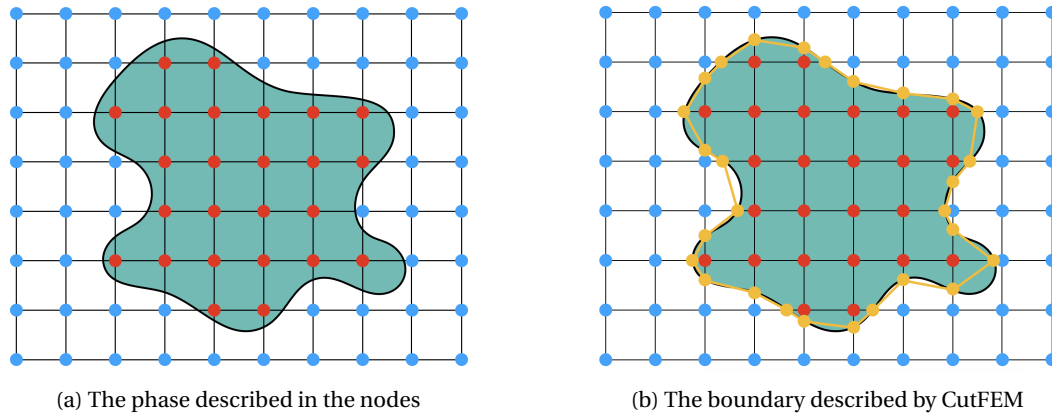 (a) The phase described in the nodes
(b) The boundary described by CutFEM